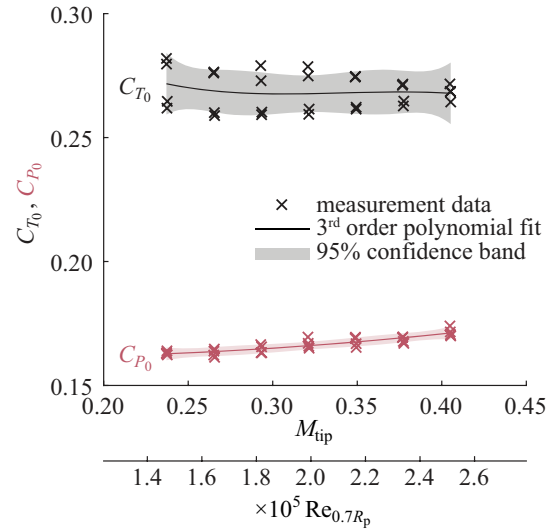 0.30
C_{T_0}
0.25
C_{T_0}, C_{P_0}
× measurement data
3rd order polynomial fit
95% confidence band
0.20
C_{P_0}
0.15
0.20 0.25 0.30 0.35 0.40 0.45
M_{tip}
1.4 1.6 1.8 2.0 2.2 2.4 2.6
×10^5 Re_{0.7R_p}